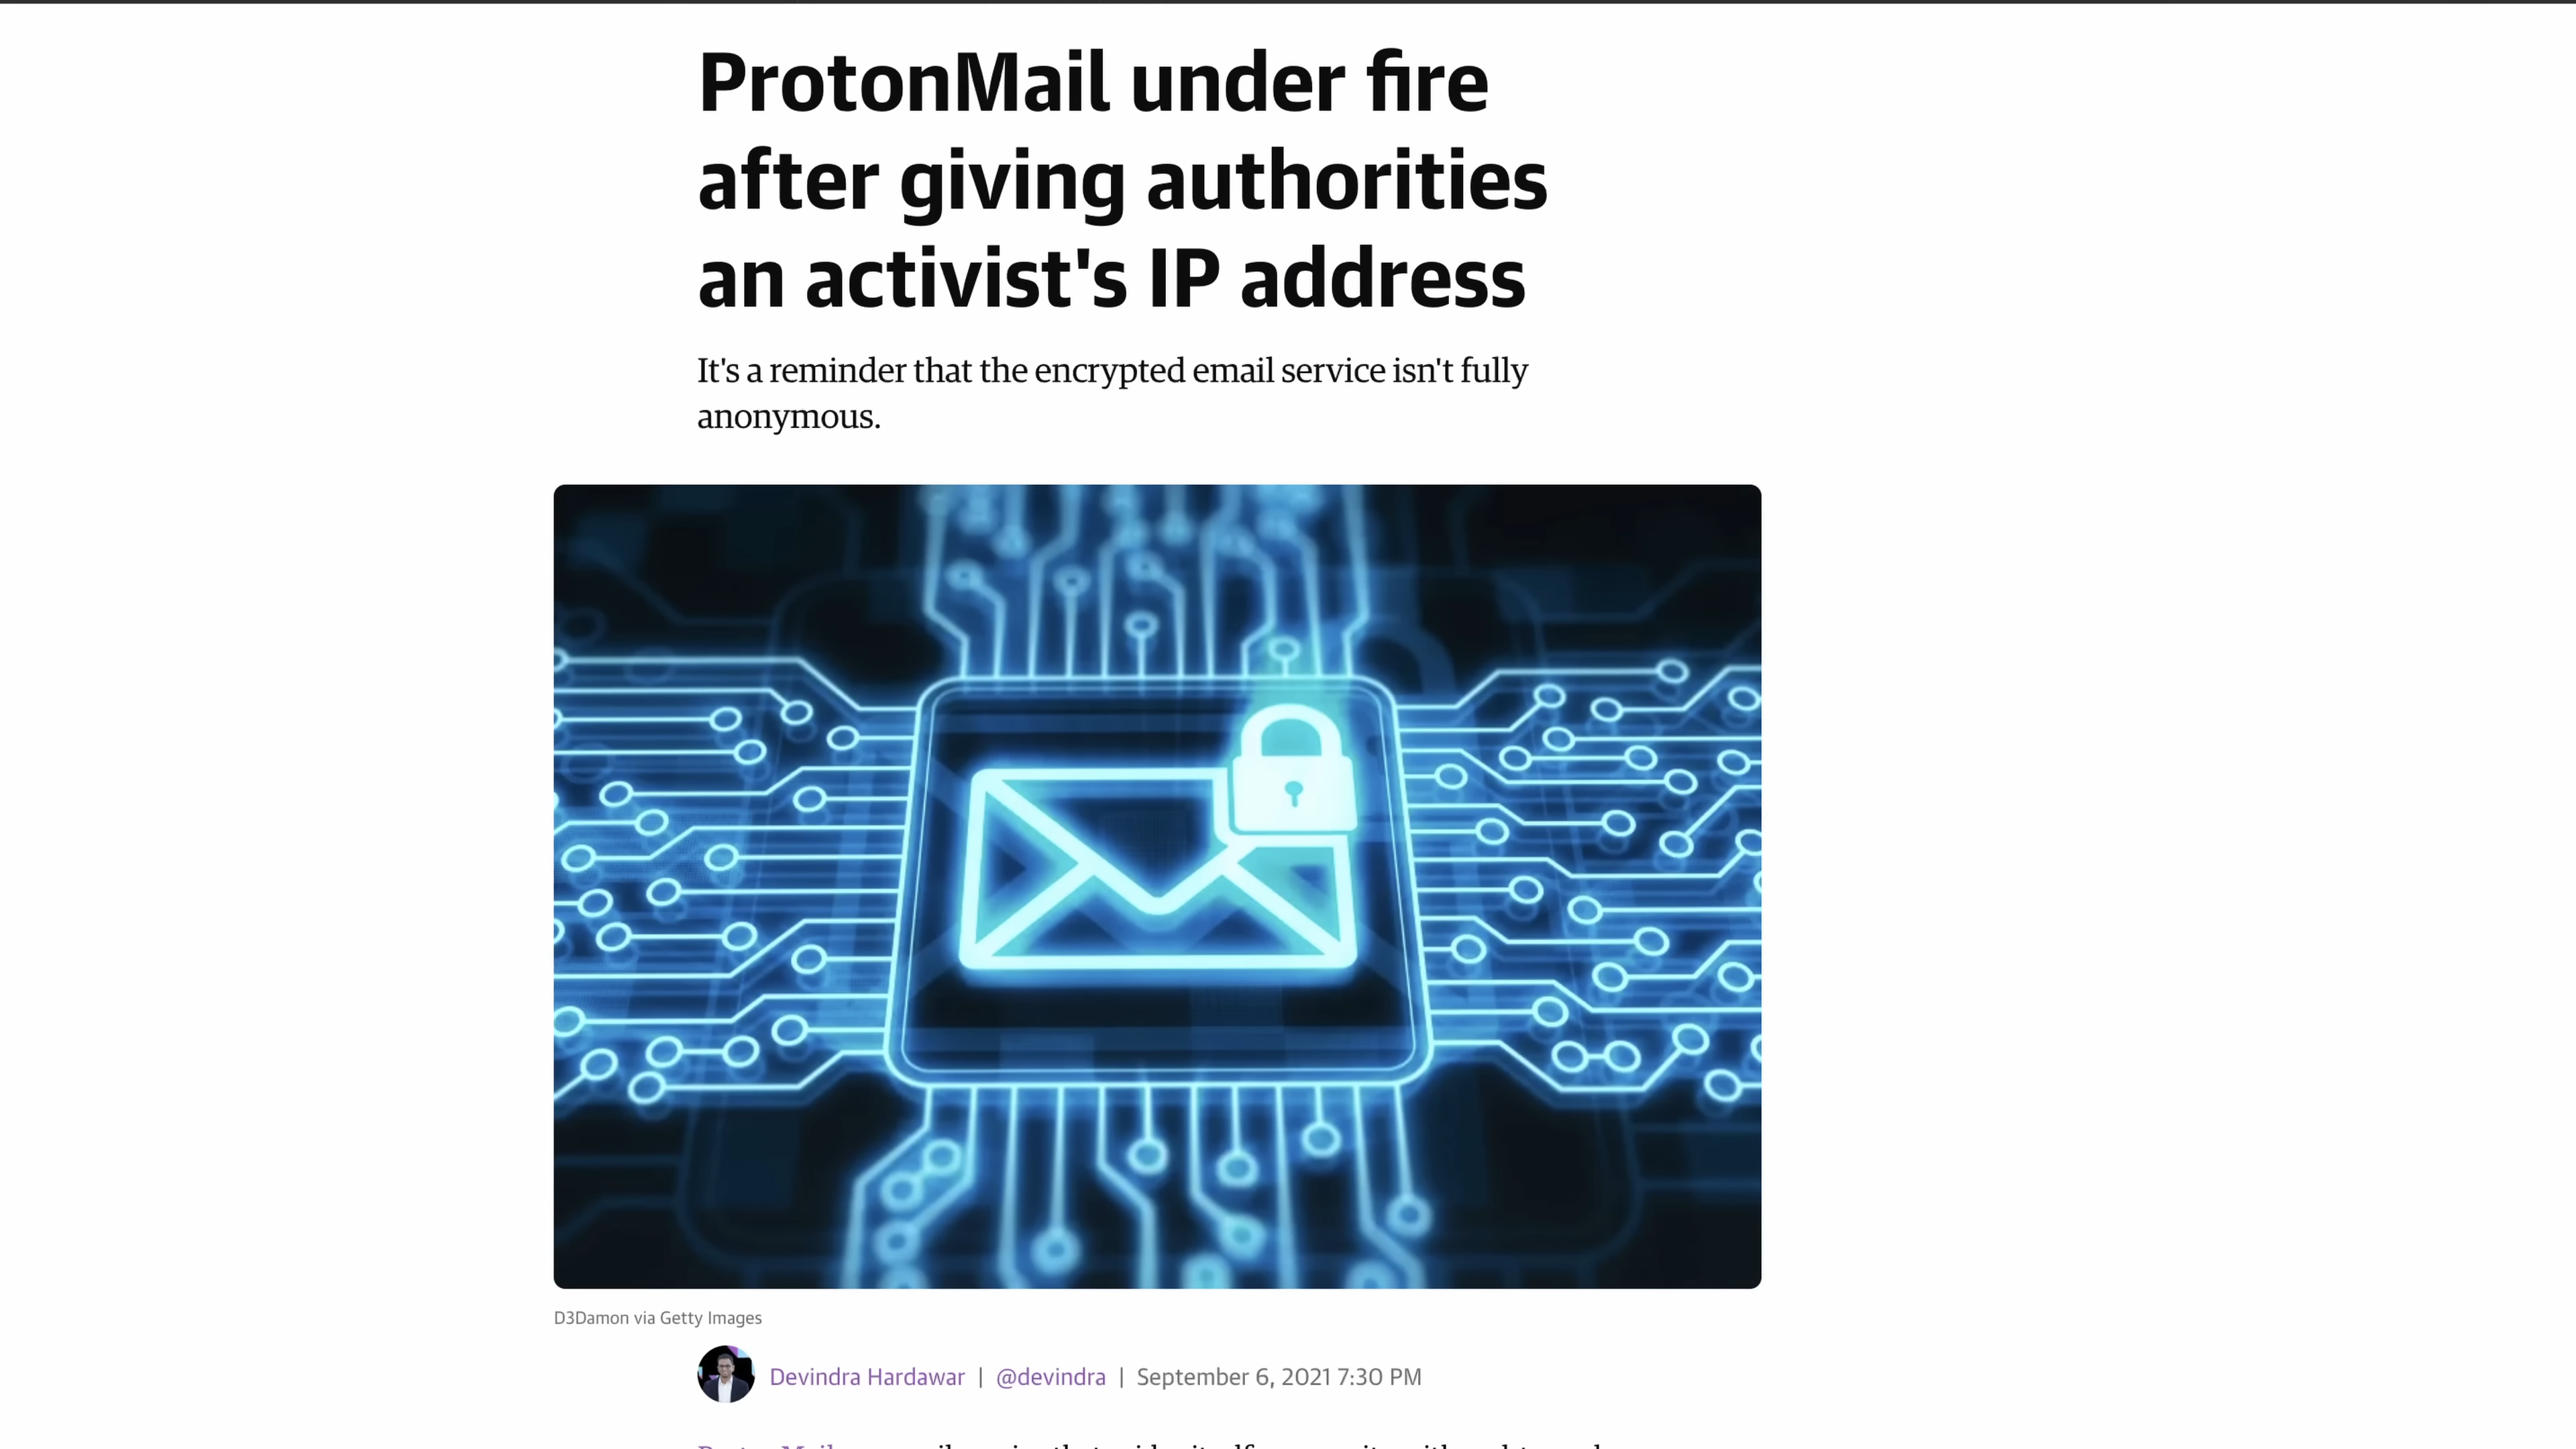 ProtonMail under fire
after giving authorities
an activist's IP address
It's a reminder that the encrypted email service isn't fully
anonymous.
D3Damon via Getty Images
Devindra Hardawar | @devindra | September 6, 2021 7:30 PM